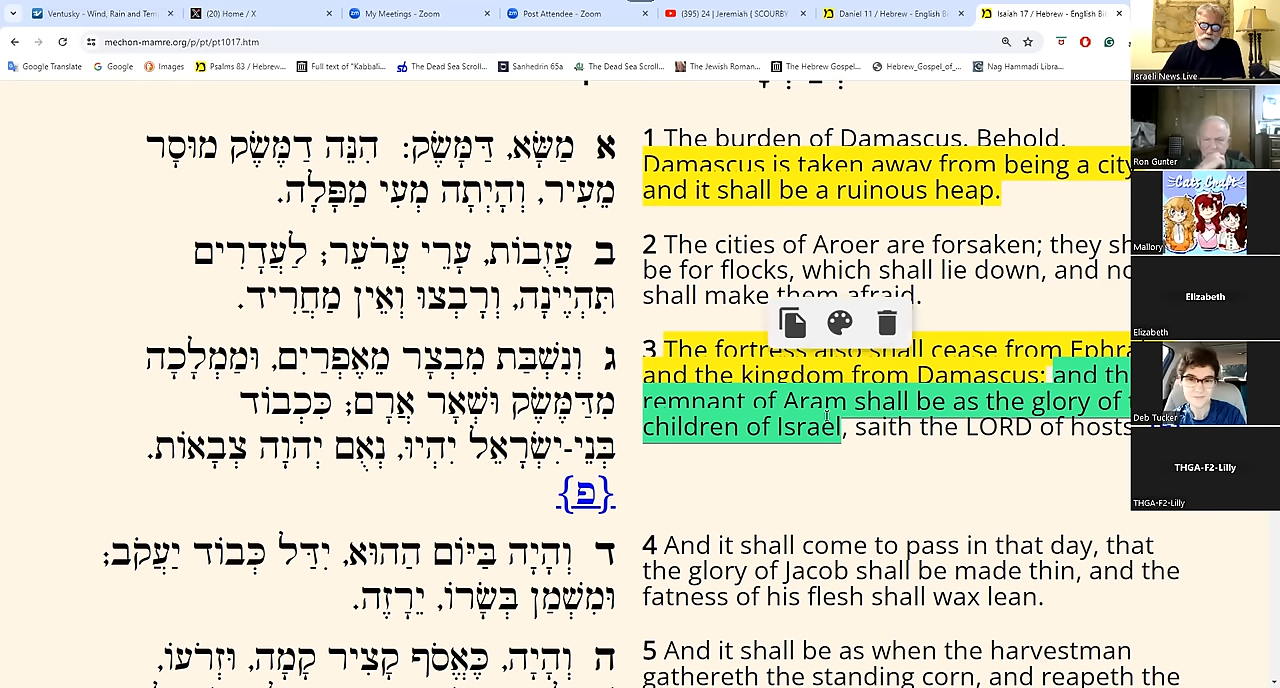 Ventusky - Wind, Rain and Tem
(20) Home / X
My Meetings - Zoom
Post Attendee - Zoom
(395) 24 | Jeremiah ( SCOURBY
Daniel 11 / Hebrew - English B
Isaiah 17 / Hebrew - English Bi
mechon-mamre.org/p/pt/pt1017.htm
Google Translate
Google
Images
Psalms 83 / Hebrew...
Full text of "Kabbali...
The Dead Sea Scroll...
Sanhedrin 65a
The Dead Sea Scroll...
The Jewish Roman...
The Hebrew Gospel...
Hebrew_Gospel_of_...
Nag Hammadi Libra...
א מַשָּׂא, דַּמָּשֶׂק: הִנֵּה דַמֶּשֶׂק מוּסָר
מֵעִיר, וְהָיְתָה מְעִי מַפָּלָה.
1 The burden of Damascus. Behold,
Damascus is taken away from being a city
and it shall be a ruinous heap.
ב עֲזֻבוֹת, עָרֵי עֲרֹעֵר; לַעֲדָרִים
תִּהְיֶינָה, וְרָבְצוּ וְאֵין מַחֲרִיד.
2 The cities of Aroer are forsaken; they sh
be for flocks, which shall lie down, and no
shall make them afraid.
ג וְנִשְׁבַּת מִבְצָר מֵאֶפְרַיִם, וּמַמְלָכָה
מִדַּמֶּשֶׂק וּשְׁאָר אֲרָם; כִּכְבוֹד
בְּנֵי-יִשְׂרָאֵל יִהְיוּ, נְאֻם יְהוָה צְבָאוֹת.
{פ}
3 The fortress also shall cease from Ephra
and the kingdom from Damascus; and th
remnant of Aram shall be as the glory of
children of Israel, saith the LORD of hosts
ד וְהָיָה בַּיּוֹם הַהוּא, יִדַּל כְּבוֹד יַעֲקֹב;
וּמִשְׁמַן בְּשָׂרוֹ, יֵרָזֶה.
4 And it shall come to pass in that day, that
the glory of Jacob shall be made thin, and the
fatness of his flesh shall wax lean.
ה וְהָיָה, כֶּאֱסֹף קָצִיר קָמָה, וּזְרֹעוֹ,
5 And it shall be as when the harvestman
gathereth the standing corn, and reapeth the
Israeli News Live
Ron Gunter
Cats Craft
Mallory
Elizabeth
Elizabeth
Deb Tucker
THGA-F2-Lilly
THGA-F2-Lilly